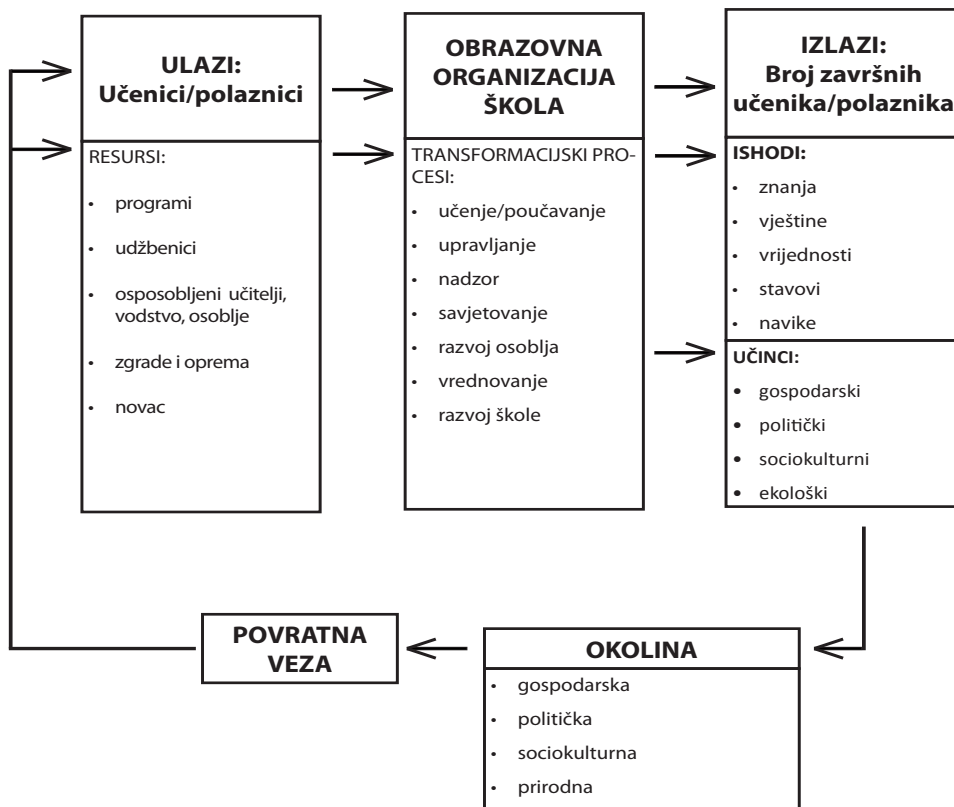 ULAZI:
Učenici/polaznici
RESURSI:
• programi
• udžbenici
• osposobljeni učitelji,
vodstvo, osoblje
• zgrade i oprema
• novac
OBRAZOVNA
ORGANIZACIJA
ŠKOLA
TRANSFORMACIJSKI PRO-
CESI:
• učenje/poučavanje
• upravljanje
• nadzor
• savjetovanje
• razvoj osoblja
• vrednovanje
• razvoj škole
IZLAZI:
Broj završnih
učenika/polaznika
ISHODI:
• znanja
• vještine
• vrijednosti
• stavovi
• navike
UČINCI:
• gospodarski
• politički
• sociokulturni
• ekološki
POVRATNA
VEZA
OKOLINA
• gospodarska
• politička
• sociokulturna
• prirodna